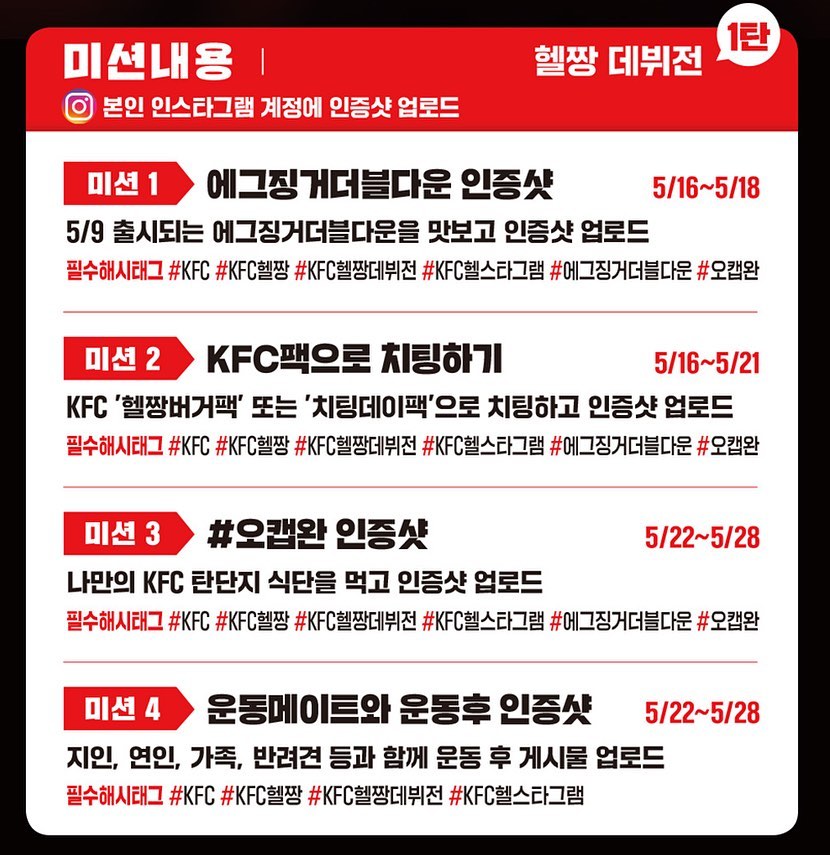 1탄
미션내용 | 헬짱 데뷔전
본인 인스타그램 계정에 인증샷 업로드
미션 1 에그징거더블다운 인증샷 5/16~5/18
5/9 출시되는 에그징거더블다운을 맛보고 인증샷 업로드
필수해시태그 #KFC #KFC헬짱 #KFC헬짱데뷔전 #KFC헬스타그램 #에그징거더블다운 #오캡완
미션 2 KFC팩으로 치팅하기 5/16~5/21
KFC '헬짱버거팩' 또는 '치팅데이팩'으로 치팅하고 인증샷 업로드
필수해시태그 #KFC #KFC헬짱 #KFC헬짱데뷔전 #KFC헬스타그램 #에그징거더블다운 #오캡완
미션 3 #오캡완 인증샷 5/22~5/28
나만의 KFC 탄단지 식단을 먹고 인증샷 업로드
필수해시태그 #KFC #KFC헬짱 #KFC헬짱데뷔전 #KFC헬스타그램 #에그징거더블다운 #오캡완
미션 4 운동메이트와 운동후 인증샷 5/22~5/28
지인, 연인, 가족, 반려견 등과 함께 운동 후 게시물 업로드
필수해시태그 #KFC #KFC헬짱 #KFC헬짱데뷔전 #KFC헬스타그램